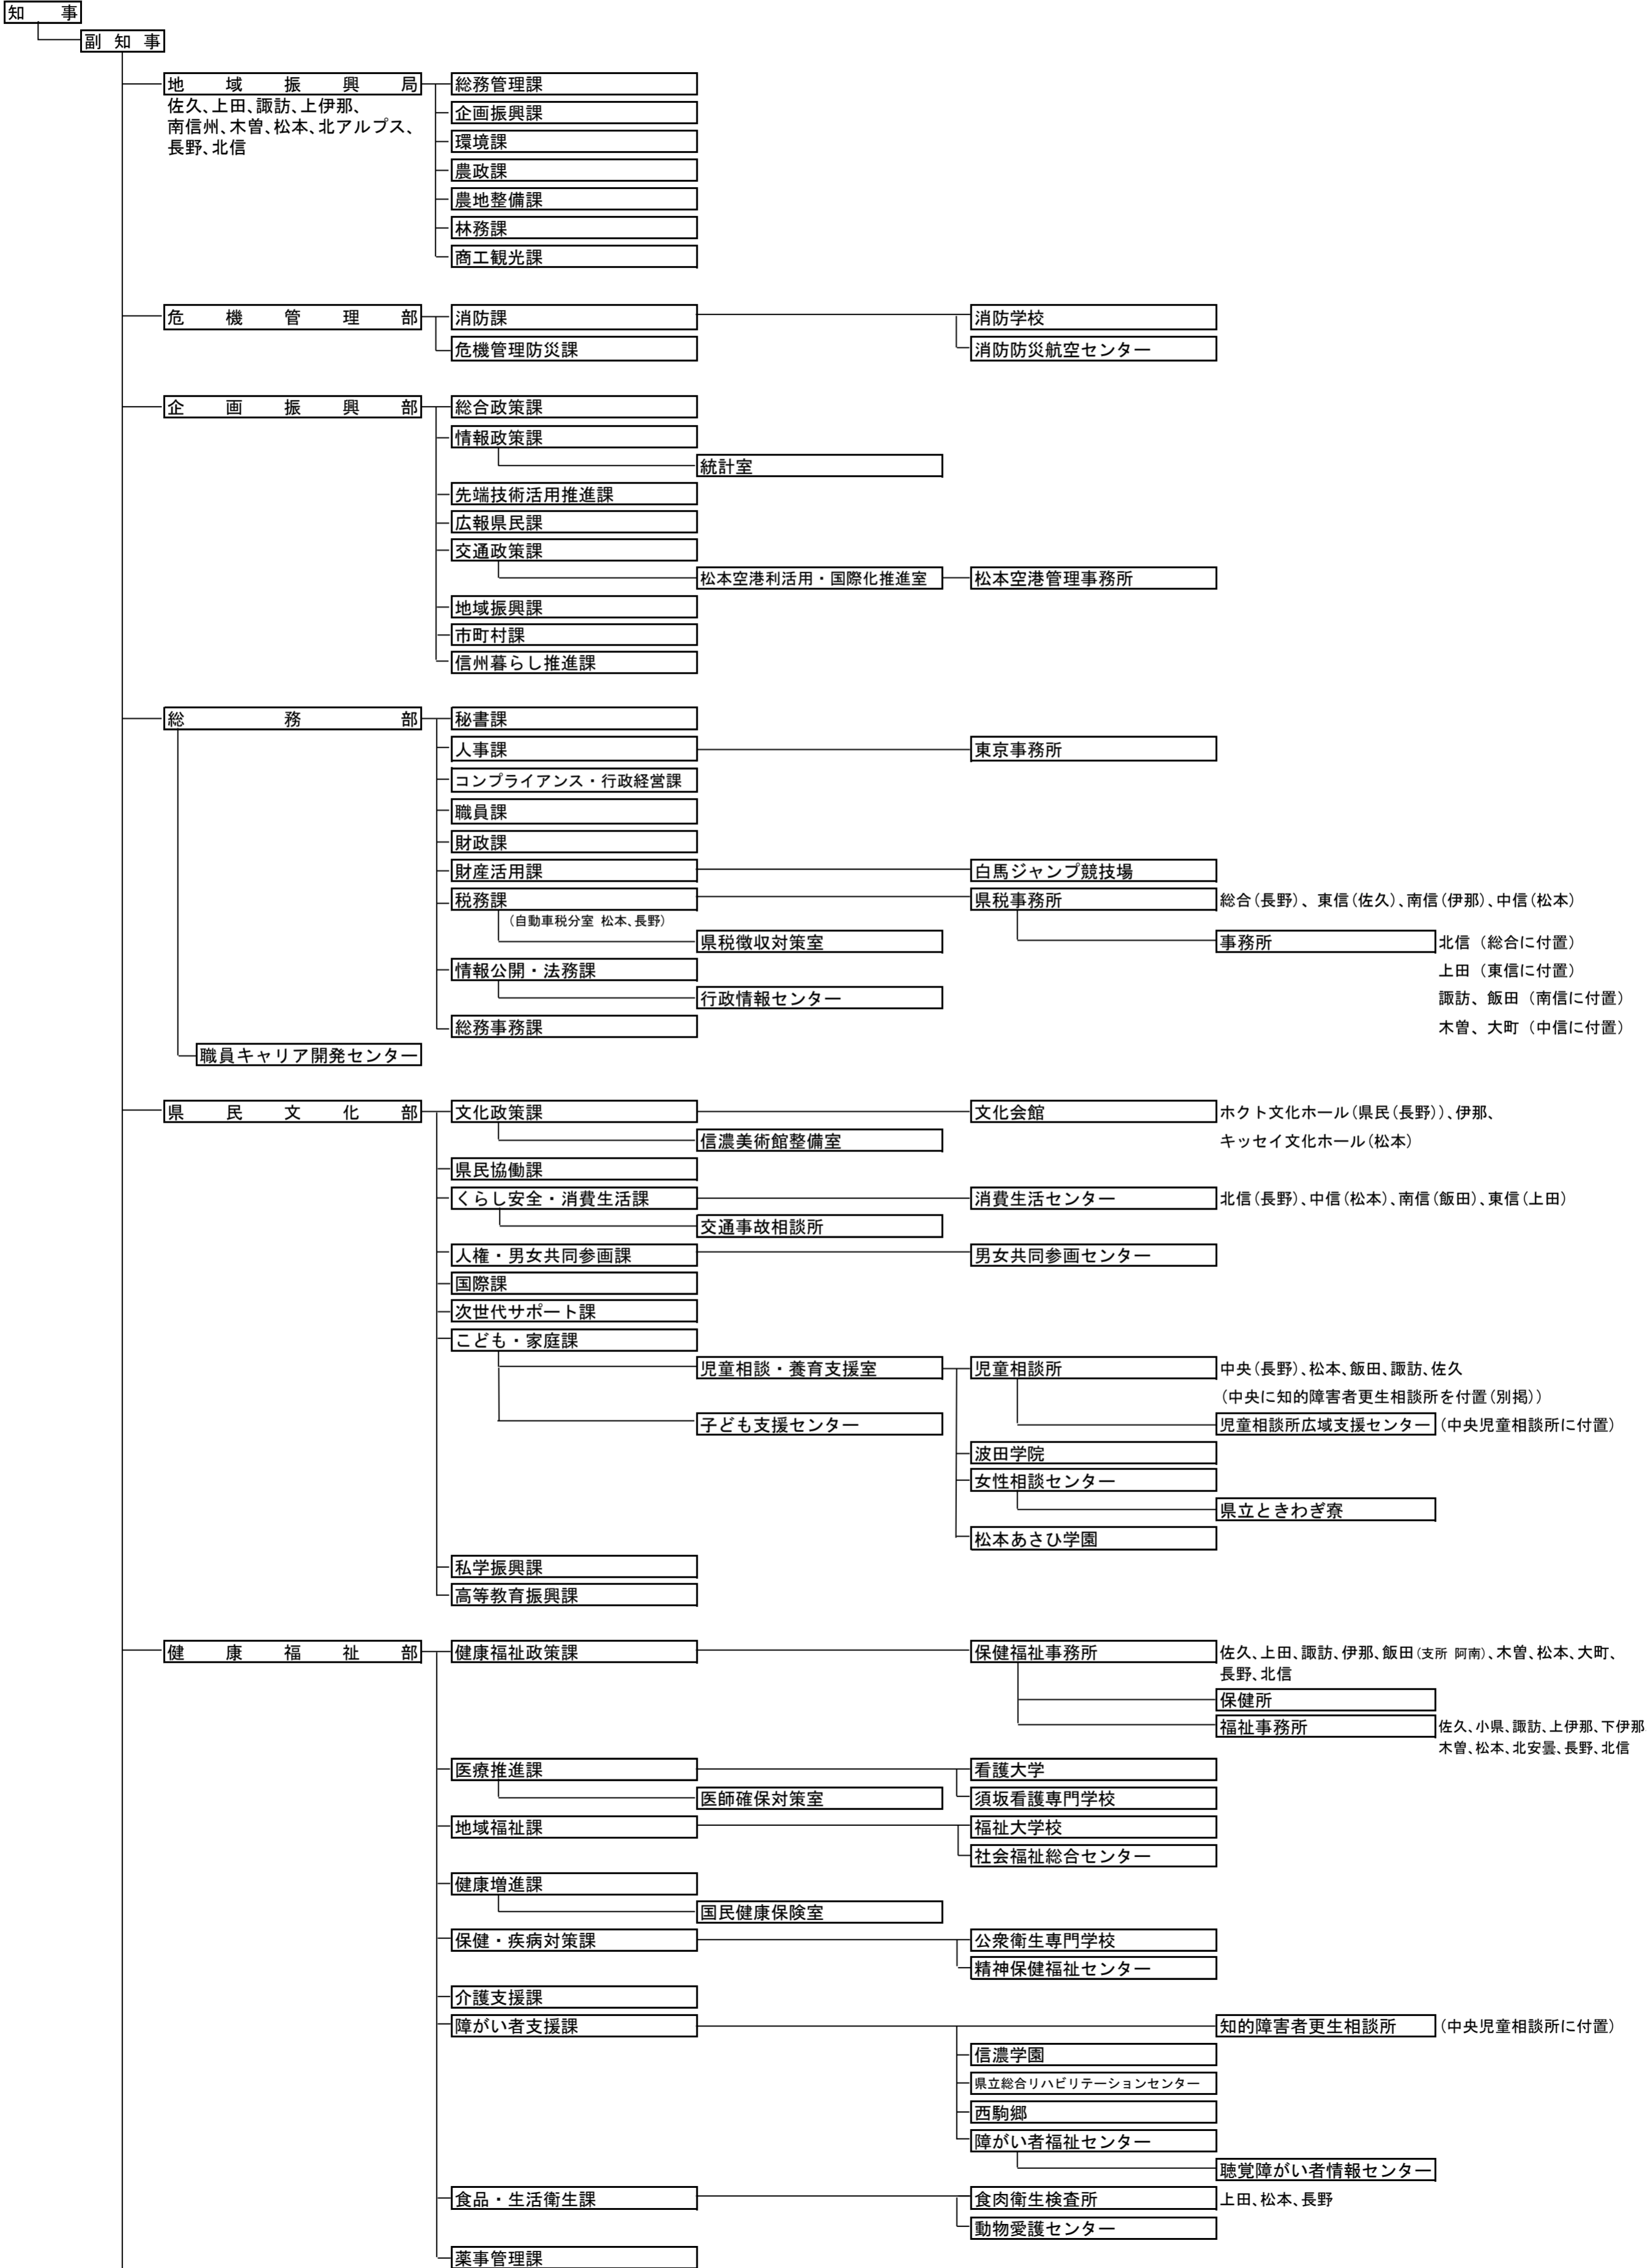 知　事
副 知 事
地 域 振 興 局
佐久、上田、諏訪、上伊那、
南信州、木曽、松本、北アルプス、
長野、北信
総務管理課
企画振興課
環境課
農政課
農地整備課
林務課
商工観光課
危 機 管 理 部
消防課
消防学校
危機管理防災課
消防防災航空センター
企 画 振 興 部
総合政策課
情報政策課
統計室
先端技術活用推進課
広報県民課
交通政策課
松本空港利活用・国際化推進室
松本空港管理事務所
地域振興課
市町村課
信州暮らし推進課
総 務 部
秘書課
人事課
東京事務所
コンプライアンス・行政経営課
職員課
財政課
財産活用課
白馬ジャンプ競技場
税務課
県税事務所
総合（長野）、東信（佐久）、南信（伊那）、中信（松本）
（自動車税分室 松本、長野）
県税徴収対策室
事務所
北信（総合に付置）
情報公開・法務課
上田（東信に付置）
行政情報センター
諏訪、飯田（南信に付置）
総務事務課
木曽、大町（中信に付置）
職員キャリア開発センター
県 民 文 化 部
文化政策課
文化会館
ホクト文化ホール（県民（長野））、伊那、
信濃美術館整備室
キッセイ文化ホール（松本）
県民協働課
くらし安全・消費生活課
消費生活センター
北信（長野）、中信（松本）、南信（飯田）、東信（上田）
交通事故相談所
人権・男女共同参画課
男女共同参画センター
国際課
次世代サポート課
こども・家庭課
児童相談・養育支援室
児童相談所
中央（長野）、松本、飯田、諏訪、佐久
（中央に知的障害者更生相談所を付置（別掲））
子ども支援センター
児童相談所広域支援センター
（中央児童相談所に付置）
波田学院
女性相談センター
県立ときわぎ寮
松本あさひ学園
私学振興課
高等教育振興課
健 康 福 祉 部
健康福祉政策課
保健福祉事務所
佐久、上田、諏訪、伊那、飯田（支所 阿南）、木曽、松本、大町、
長野、北信
保健所
福祉事務所
佐久、小県、諏訪、上伊那、下伊那
木曽、松本、北安曇、長野、北信
医療推進課
看護大学
医師確保対策室
須坂看護専門学校
地域福祉課
福祉大学校
社会福祉総合センター
健康増進課
国民健康保険室
保健・疾病対策課
公衆衛生専門学校
精神保健福祉センター
介護支援課
障がい者支援課
知的障害者更生相談所
（中央児童相談所に付置）
信濃学園
県立総合リハビリテーションセンター
西駒郷
障がい者福祉センター
聴覚障がい者情報センター
食品・生活衛生課
食肉衛生検査所
上田、松本、長野
動物愛護センター
薬事管理課